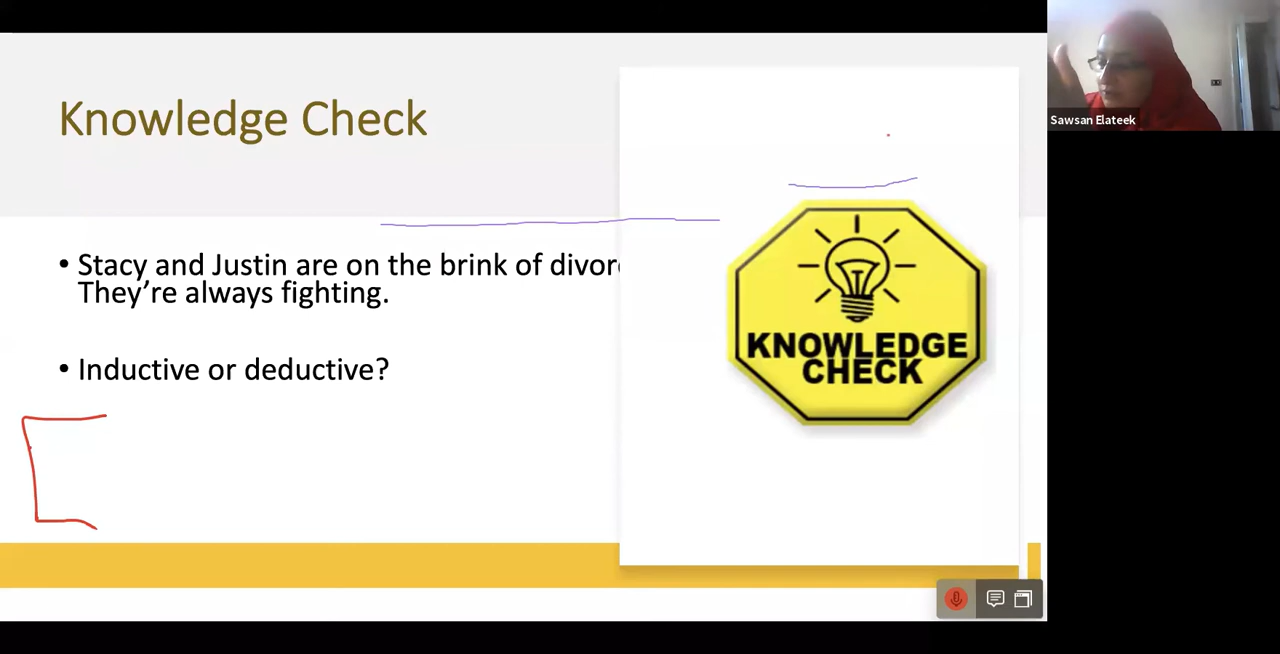 Knowledge Check
• Stacy and Justin are on the brink of
They're always fighting.
• Inductive or deductive?
KNOWLEDGE
CHECK
Sawsan Elateek